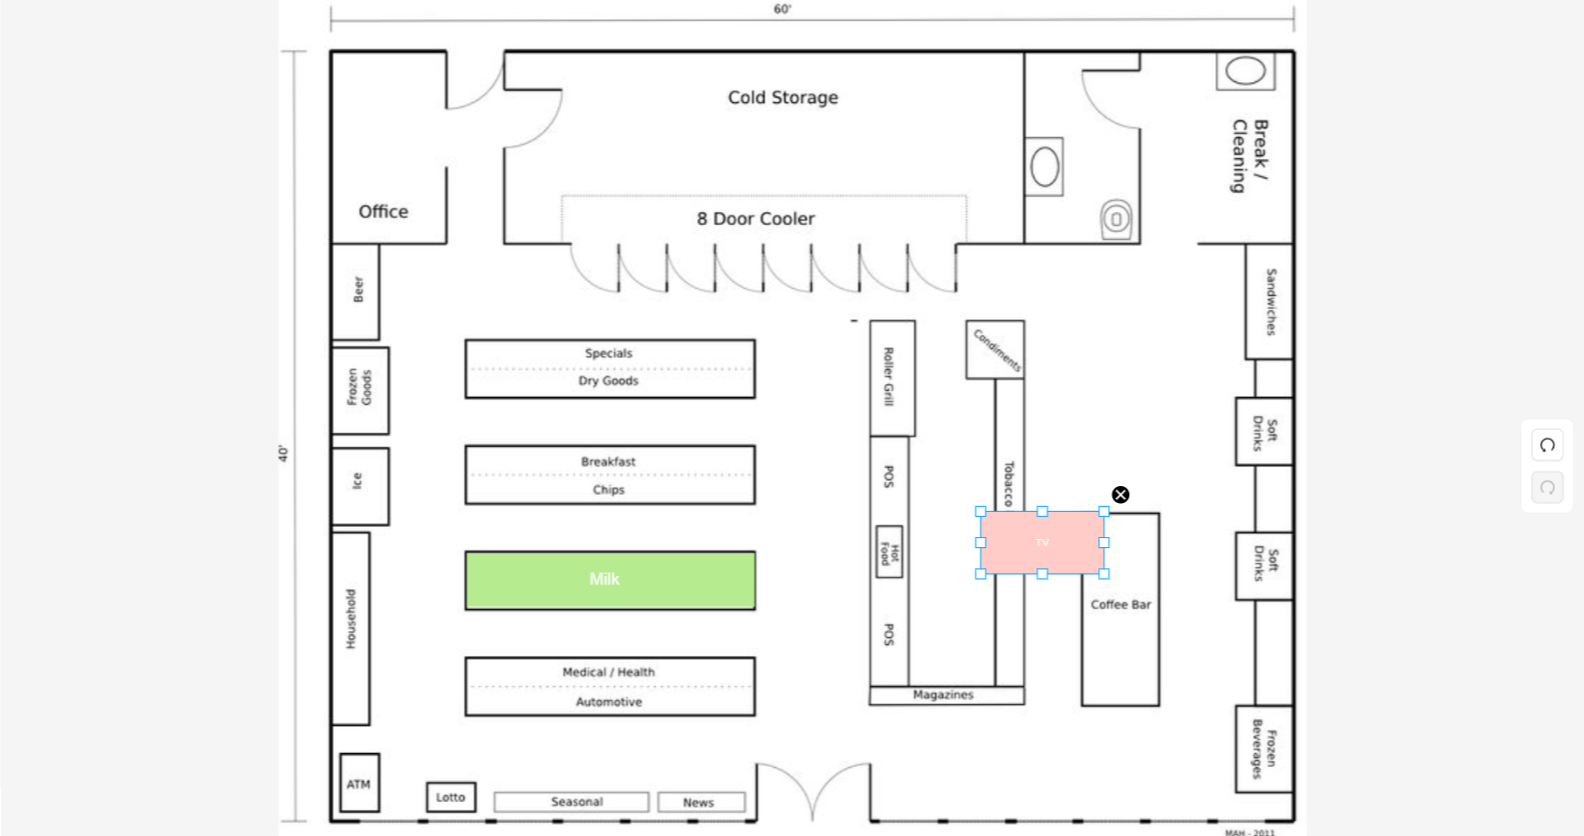 60'
Cold Storage
Break /
Cleaning
Office
8 Door Cooler
Beer
Sandwiches
Specials
Dry Goods
Roller Grill
Condiments
Frozen
Goods
Soft
Drinks
40'
Breakfast
Chips
Ice
POS
Tobacco
TV
Hot
Food
Soft
Drinks
Milk
Household
Coffee Bar
POS
Medical / Health
Automotive
Magazines
Frozen
Beverages
ATM
Lotto
Seasonal
News
MAH - 2011